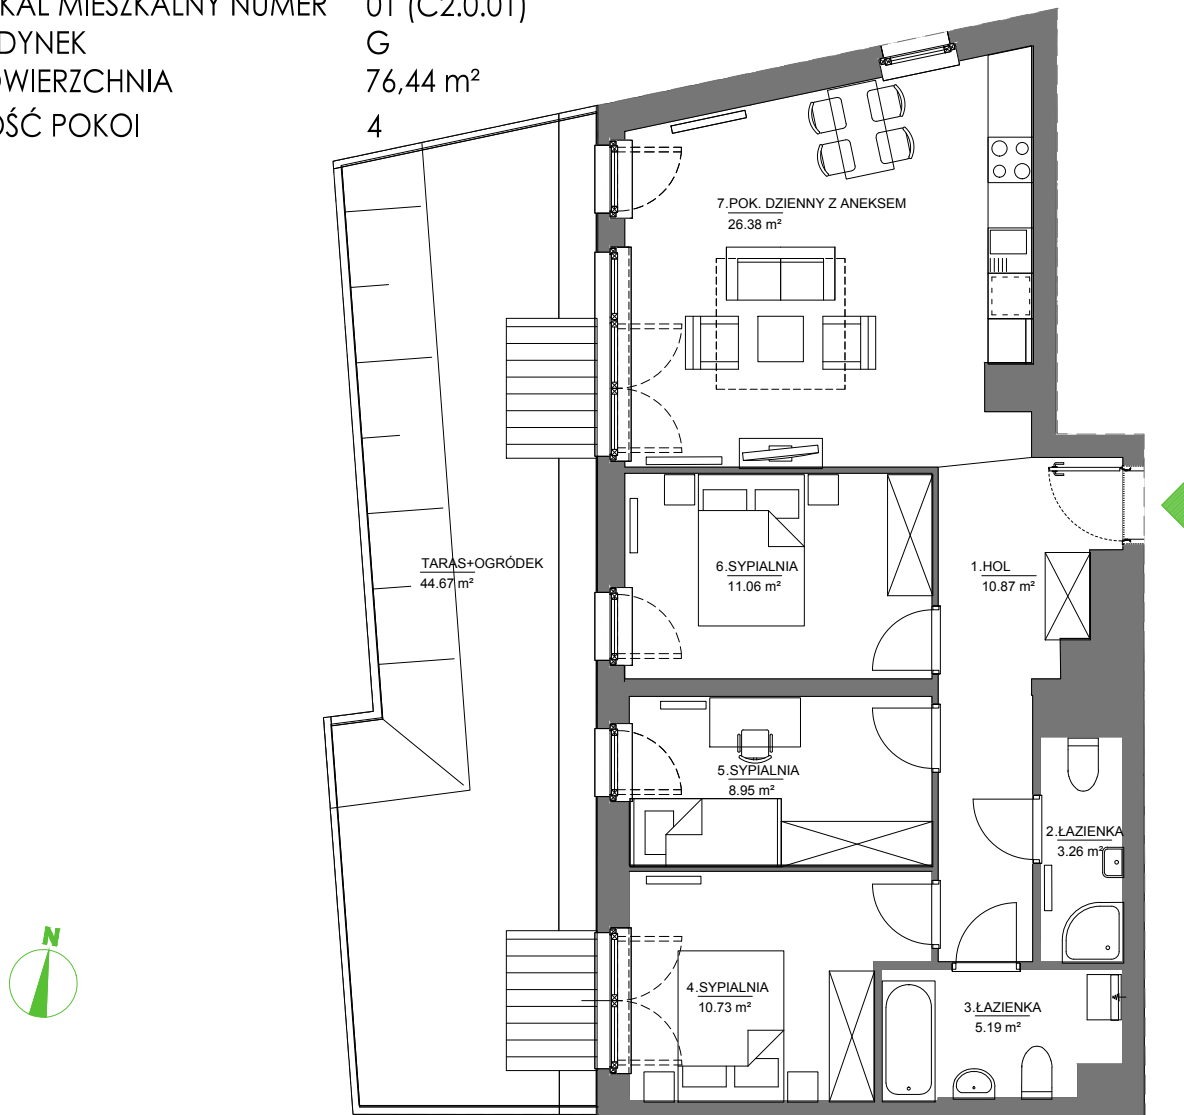 KAL MIESZKALNY NUMER 01 (C2.0.01)
DYNEK G
OWIERZCHNIA 76,44 m²
OŚĆ POKOI 4
7.POK. DZIENNY Z ANEKSEM
26.38 m²
TARAS+OGRÓDEK
44.67 m²
6.SYPIALNIA
11.06 m²
1.HOL
10.87 m²
5.SYPIALNIA
8.95 m²
2.ŁAZIENKA
3.26 m²
N
4.SYPIALNIA
10.73 m²
3.ŁAZIENKA
5.19 m²